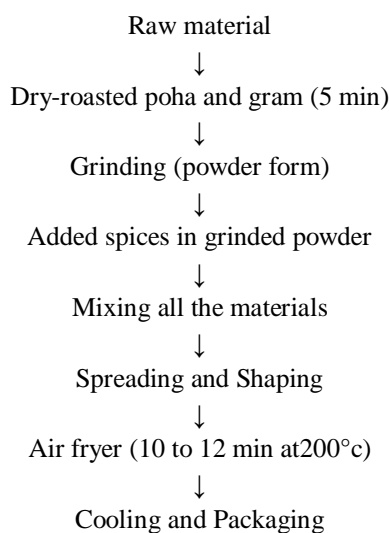 Raw material
↓
Dry-roasted poha and gram (5 min)
↓
Grinding (powder form)
↓
Added spices in grinded powder
↓
Mixing all the materials
↓
Spreading and Shaping
↓
Air fryer (10 to 12 min at200°c)
↓
Cooling and Packaging